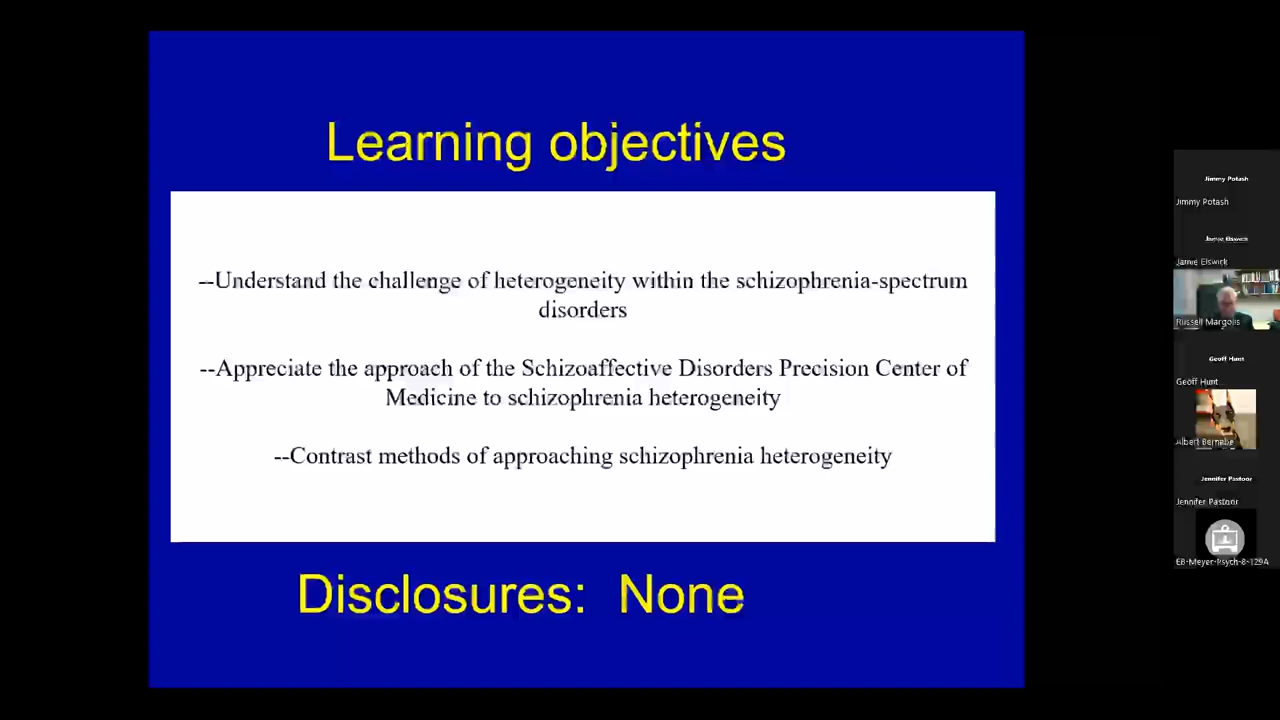 Learning objectives
--Understand the challenge of heterogeneity within the schizophrenia-spectrum
disorders
--Appreciate the approach of the Schizoaffective Disorders Precision Center of
Medicine to schizophrenia heterogeneity
--Contrast methods of approaching schizophrenia heterogeneity
Disclosures: None
Jimmy Potash
Jimmy Potash
Jamie Elswick
Jamie Elswick
Russell Margolis
Geoff Hunt
Geoff Hunt
Albert Bernabe
Jennifer Pastoor
Jennifer Pastoor
EB-Meyer-Psych-8-129A